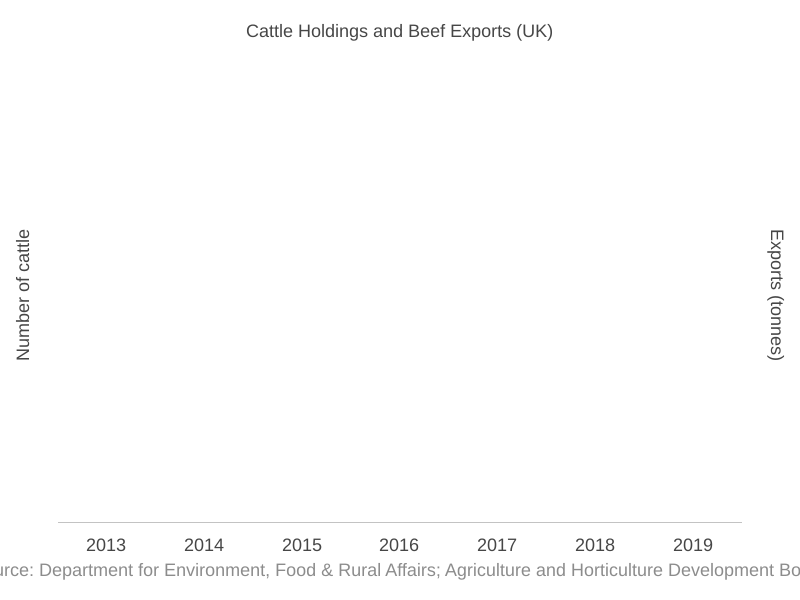 Cattle Holdings and Beef Exports (UK)
Number of cattle
Exports (tonnes)
2013 2014 2015 2016 2017 2018 2019
urce: Department for Environment, Food & Rural Affairs; Agriculture and Horticulture Development Bo